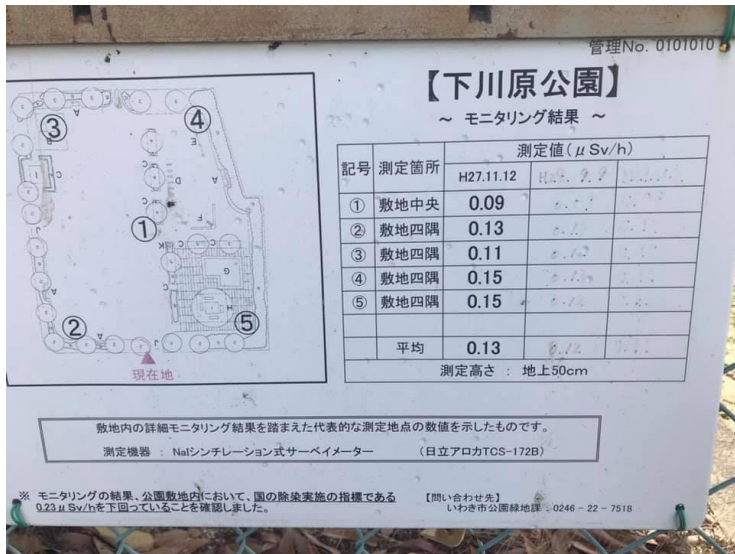 管理No. 0101010
【下川原公園】
～ モニタリング結果 ～
記号 測定箇所 測定値(μSv/h)
H27.11.12
① 敷地中央 0.09
② 敷地四隅 0.13
③ 敷地四隅 0.11
④ 敷地四隅 0.15
⑤ 敷地四隅 0.15
平均 0.13 0.12
測定高さ : 地上50cm
③ ④
A A
B E
C C D A
C F
① K C C C
J G
A H
② ⑤
A J J
現在地
敷地内の詳細モニタリング結果を踏まえた代表的な測定地点の数値を示したものです。
測定機器 : NaIシンチレーション式サーベイメーター (日立アロカTCS-172B)
※ モニタリングの結果、公園敷地内において、国の除染実施の指標である
0.23μSv/hを下回っていることを確認しました。
【問い合わせ先】
いわき市公園緑地課 : 0246-22-7518